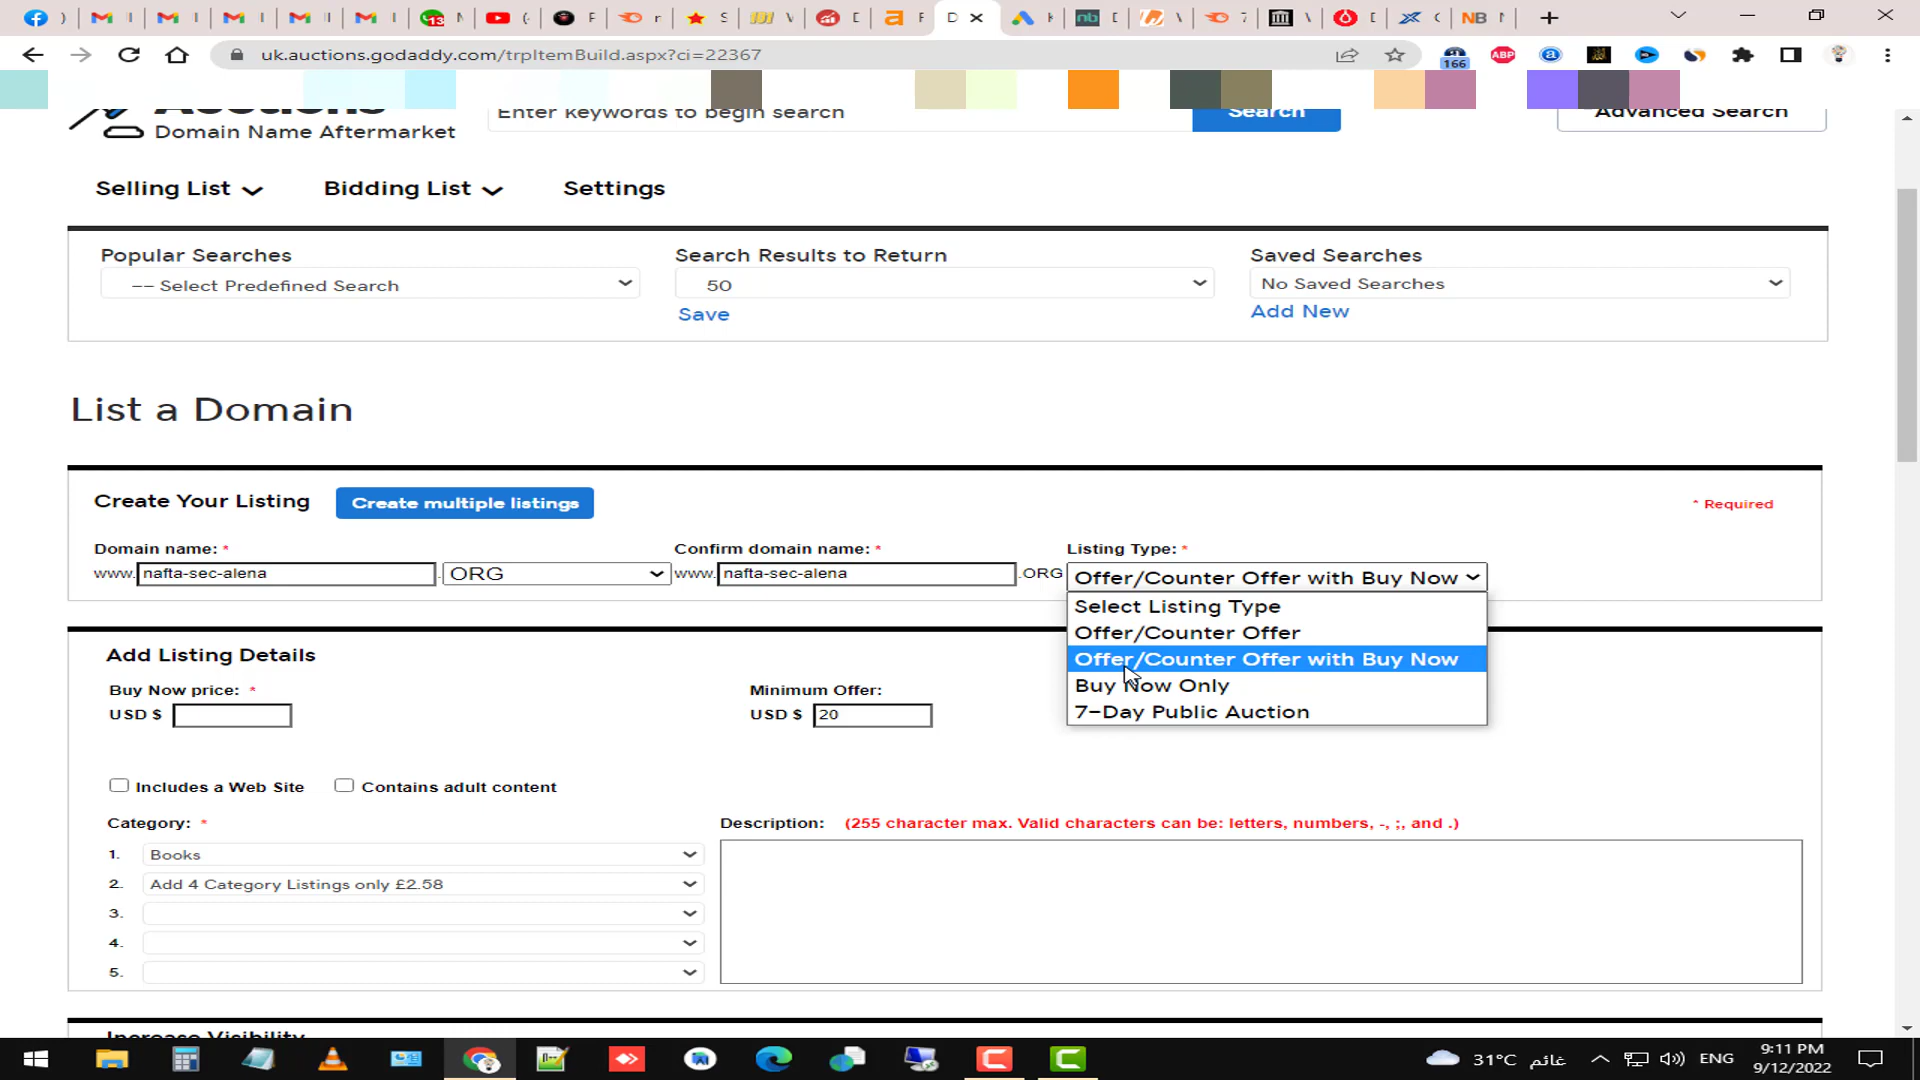 uk.auctions.godaddy.com/trpItemBuild.aspx?ci=22367
166
ABP
13
Domain Name Aftermarket
Enter keywords to begin search
Search
Advanced Search
Selling List
Bidding List
Settings
Popular Searches
-- Select Predefined Search
Search Results to Return
50
Save
Saved Searches
No Saved Searches
Add New
List a Domain
Create Your Listing
Create multiple listings
* Required
Domain name: *
Confirm domain name: *
Listing Type: *
www. nafta-sec-alena . ORG
www. nafta-sec-alena .ORG
Offer/Counter Offer with Buy Now
Select Listing Type
Offer/Counter Offer
Offer/Counter Offer with Buy Now
Buy Now Only
7-Day Public Auction
Add Listing Details
Buy Now price: *
USD $
Minimum Offer:
USD $ 20
Includes a Web Site
Contains adult content
Category: *
Description: (255 character max. Valid characters can be: letters, numbers, -, ;, and .)
1. Books
2. Add 4 Category Listings only £2.58
3.
4.
5.
Increase Visibility
31°C غائم
ENG
9:11 PM
9/12/2022